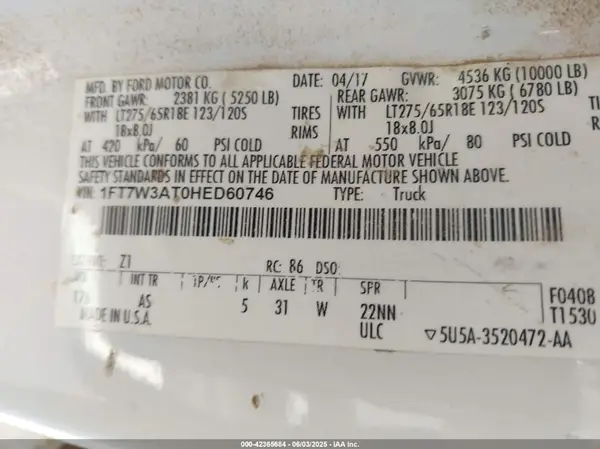 MFD. BY FORD MOTOR CO. DATE: 04/17 GVWR: 4536 KG (10000 LB)
FRONT GAWR: 2381 KG ( 5250 LB) REAR GAWR: 3075 KG ( 6780 LB)
WITH LT275/65R18E 123/120S TIRES WITH LT275/65R18E 123/120S
18x8.0J RIMS 18x8.0J
AT 420 kPa/ 60 PSI COLD AT 550 kPa/ 80 PSI COLD
THIS VEHICLE CONFORMS TO ALL APPLICABLE FEDERAL MOTOR VEHICLE
SAFETY STANDARDS IN EFFECT ON THE DATE OF MANUFACTURE SHOWN ABOVE.
VIN: 1FT7W3AT0HED60746 TYPE: Truck
Z1 RC: 86 DSO:
INT TR k AXLE TR SPR F040B
AS 5 31 W 22NN T1530
MADE IN U.S.A. ULC ▽5U5A-3520472-AA
000-42365684 - 06/03/2025 - IAA